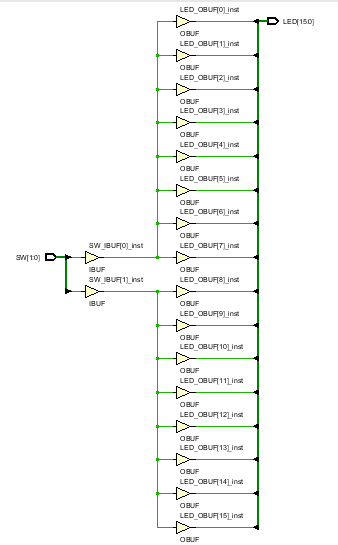 LED_OBUF[0]_inst
LED[15:0]
OBUF
LED_OBUF[1]_inst
OBUF
LED_OBUF[2]_inst
OBUF
LED_OBUF[3]_inst
OBUF
LED_OBUF[4]_inst
OBUF
LED_OBUF[5]_inst
OBUF
LED_OBUF[6]_inst
OBUF
SW_IBUF[0]_inst
LED_OBUF[7]_inst
SW[1:0]
IBUF
OBUF
SW_IBUF[1]_inst
LED_OBUF[8]_inst
IBUF
OBUF
LED_OBUF[9]_inst
OBUF
LED_OBUF[10]_inst
OBUF
LED_OBUF[11]_inst
OBUF
LED_OBUF[12]_inst
OBUF
LED_OBUF[13]_inst
OBUF
LED_OBUF[14]_inst
OBUF
LED_OBUF[15]_inst
OBUF